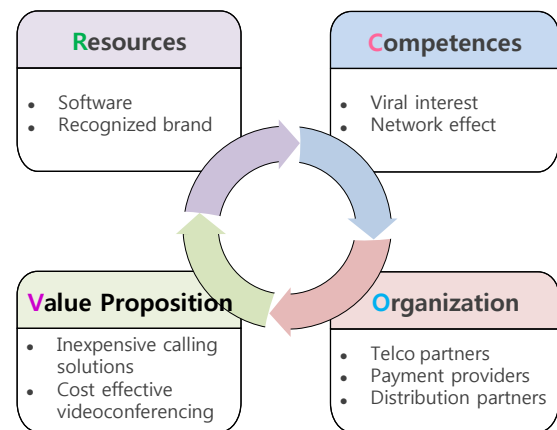 Resources
• Software
• Recognized brand
Competences
• Viral interest
• Network effect
Value Proposition
• Inexpensive calling
solutions
• Cost effective
videoconferencing
Organization
• Telco partners
• Payment providers
• Distribution partners